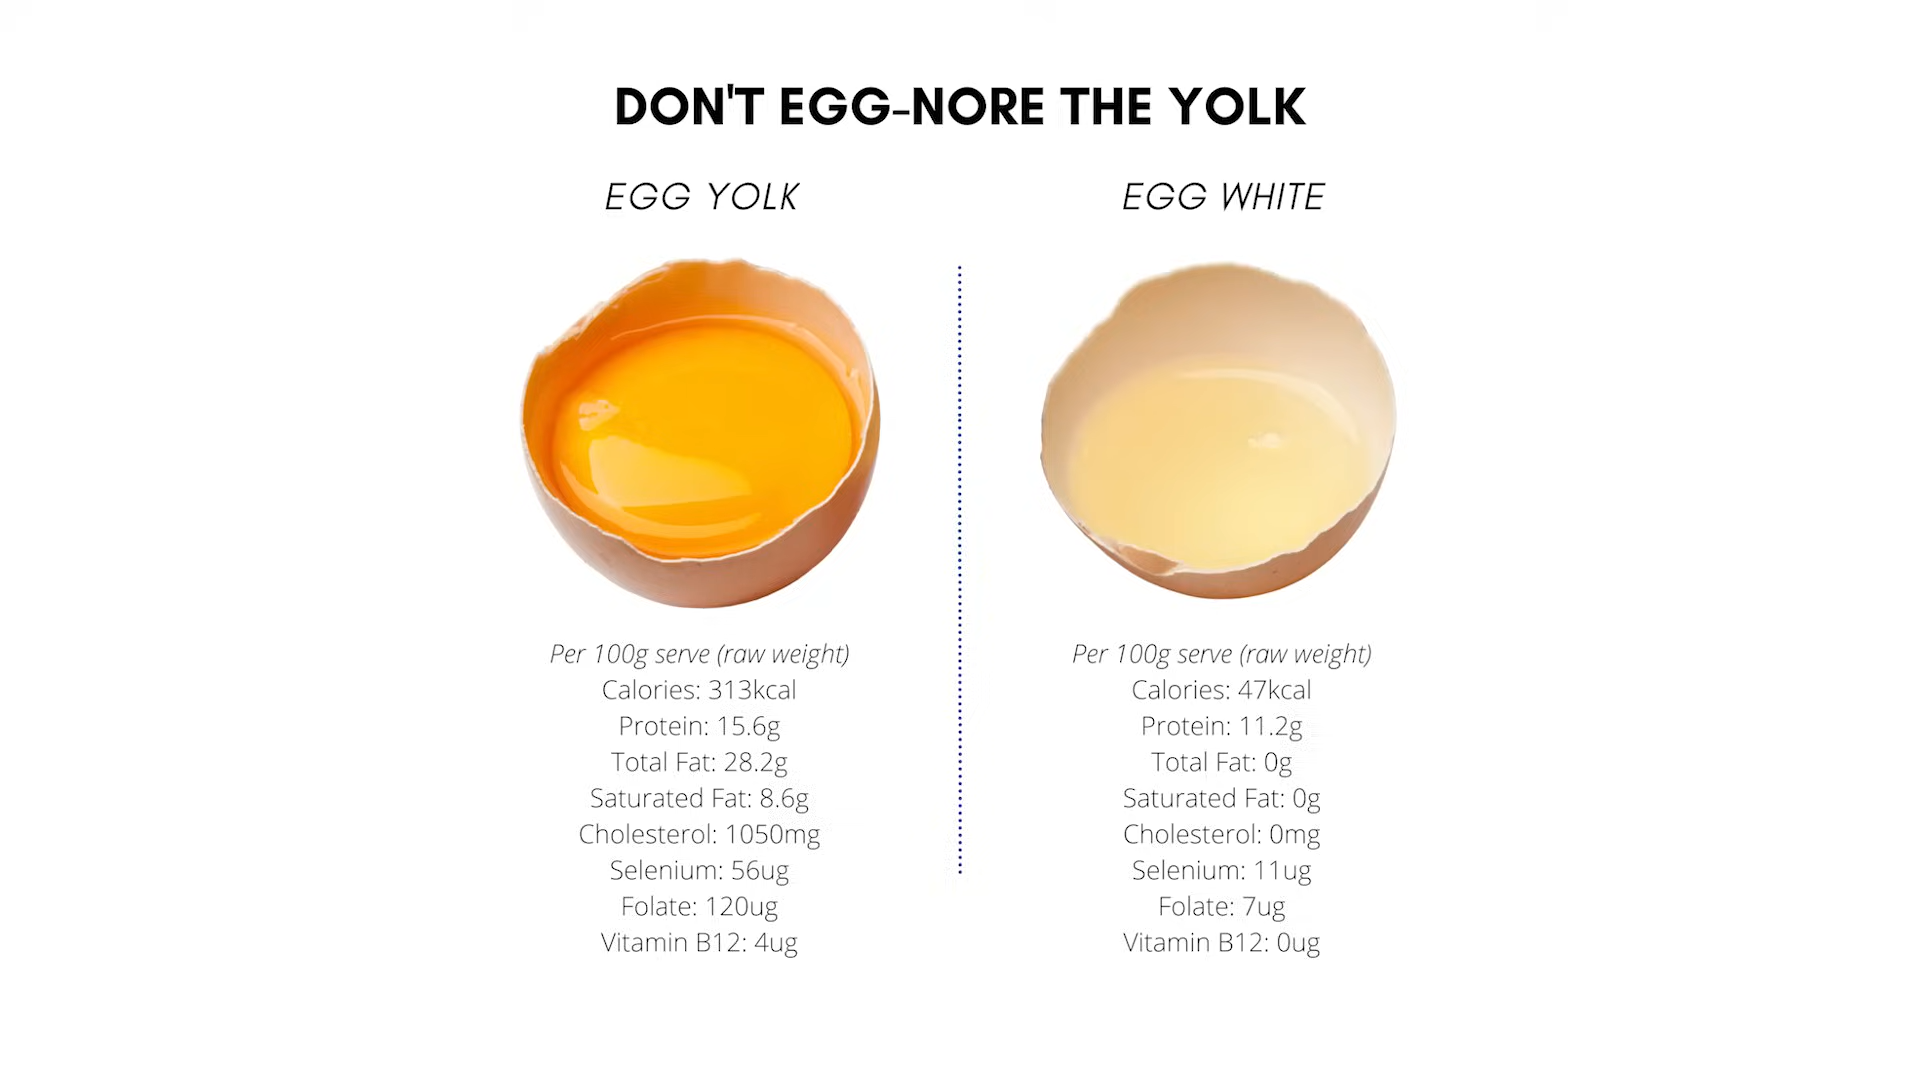 DON'T EGG-NORE THE YOLK
EGG YOLK
Per 100g serve (raw weight)
Calories: 313kcal
Protein: 15.6g
Total Fat: 28.2g
Saturated Fat: 8.6g
Cholesterol: 1050mg
Selenium: 56ug
Folate: 120ug
Vitamin B12: 4ug
EGG WHITE
Per 100g serve (raw weight)
Calories: 47kcal
Protein: 11.2g
Total Fat: 0g
Saturated Fat: 0g
Cholesterol: 0mg
Selenium: 11ug
Folate: 7ug
Vitamin B12: 0ug